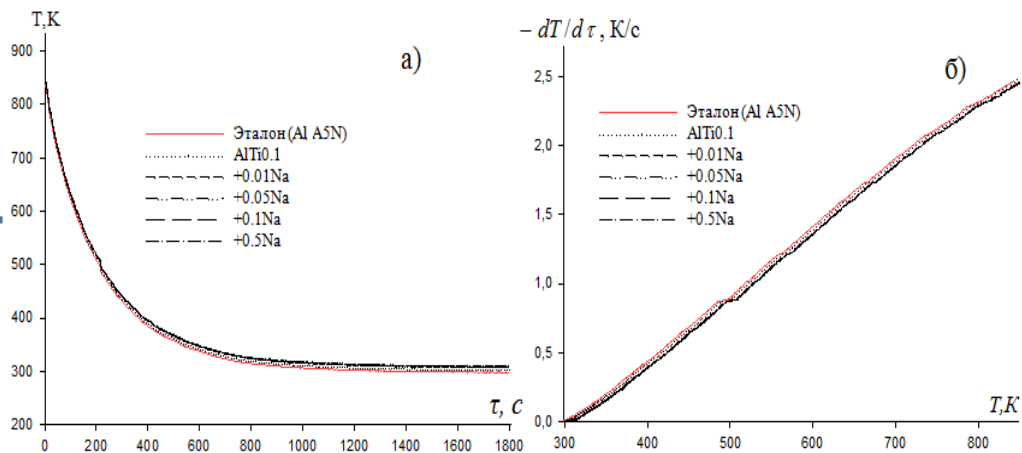 T,K
900
800
700
600
500
400
300
200
0 200 400 600 800 1000 1200 1400 1600 1800
τ, c
а)
Эталон (Al A5N)
AlTi0.1
+0.01Na
+0.05Na
+0.1Na
+0.5Na
– dT/d τ , К/с
2,5
2,0
1,5
1,0
0,5
0,0
300 400 500 600 700 800
T,K
б)
Эталон (Al A5N)
AlTi0.1
+0.01Na
+0.05Na
+0.1Na
+0.5Na